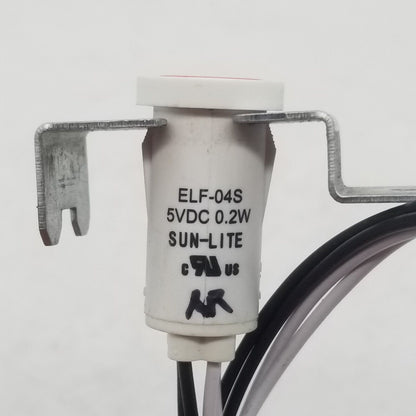 ELF-04S
5VDC 0.2W
SUN-LITE
c UL US